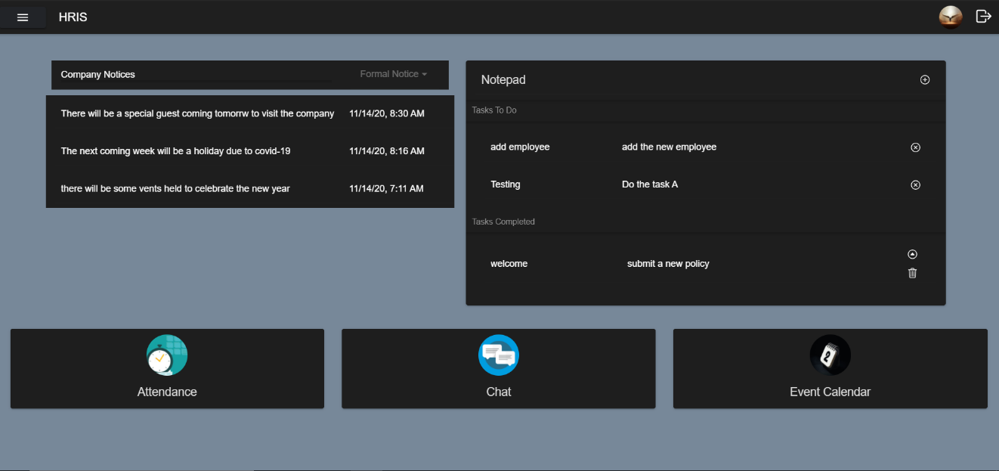 HRIS
Company Notices Formal Notice
There will be a special guest coming tomorrw to visit the company 11/14/20, 8:30 AM
The next coming week will be a holiday due to covid-19 11/14/20, 8:16 AM
there will be some vents held to celebrate the new year 11/14/20, 7:11 AM
Notepad
Tasks To Do
add employee add the new employee
Testing Do the task A
Tasks Completed
welcome submit a new policy
Attendance
Chat
2
Event Calendar